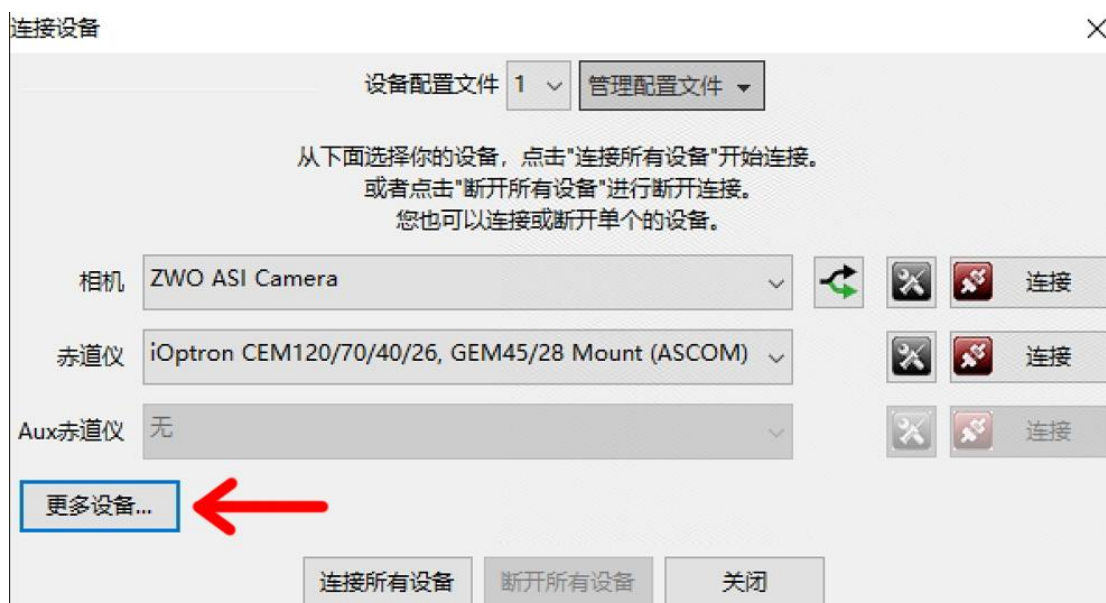 连接设备
设备配置文件 1 管理配置文件
从下面选择你的设备，点击"连接所有设备"开始连接。
或者点击"断开所有设备"进行断开连接。
您也可以连接或断开单个的设备。
相机 ZWO ASI Camera 连接
赤道仪 iOptron CEM120/70/40/26, GEM45/28 Mount (ASCOM) 连接
Aux赤道仪 无 连接
更多设备...
连接所有设备 断开所有设备 关闭